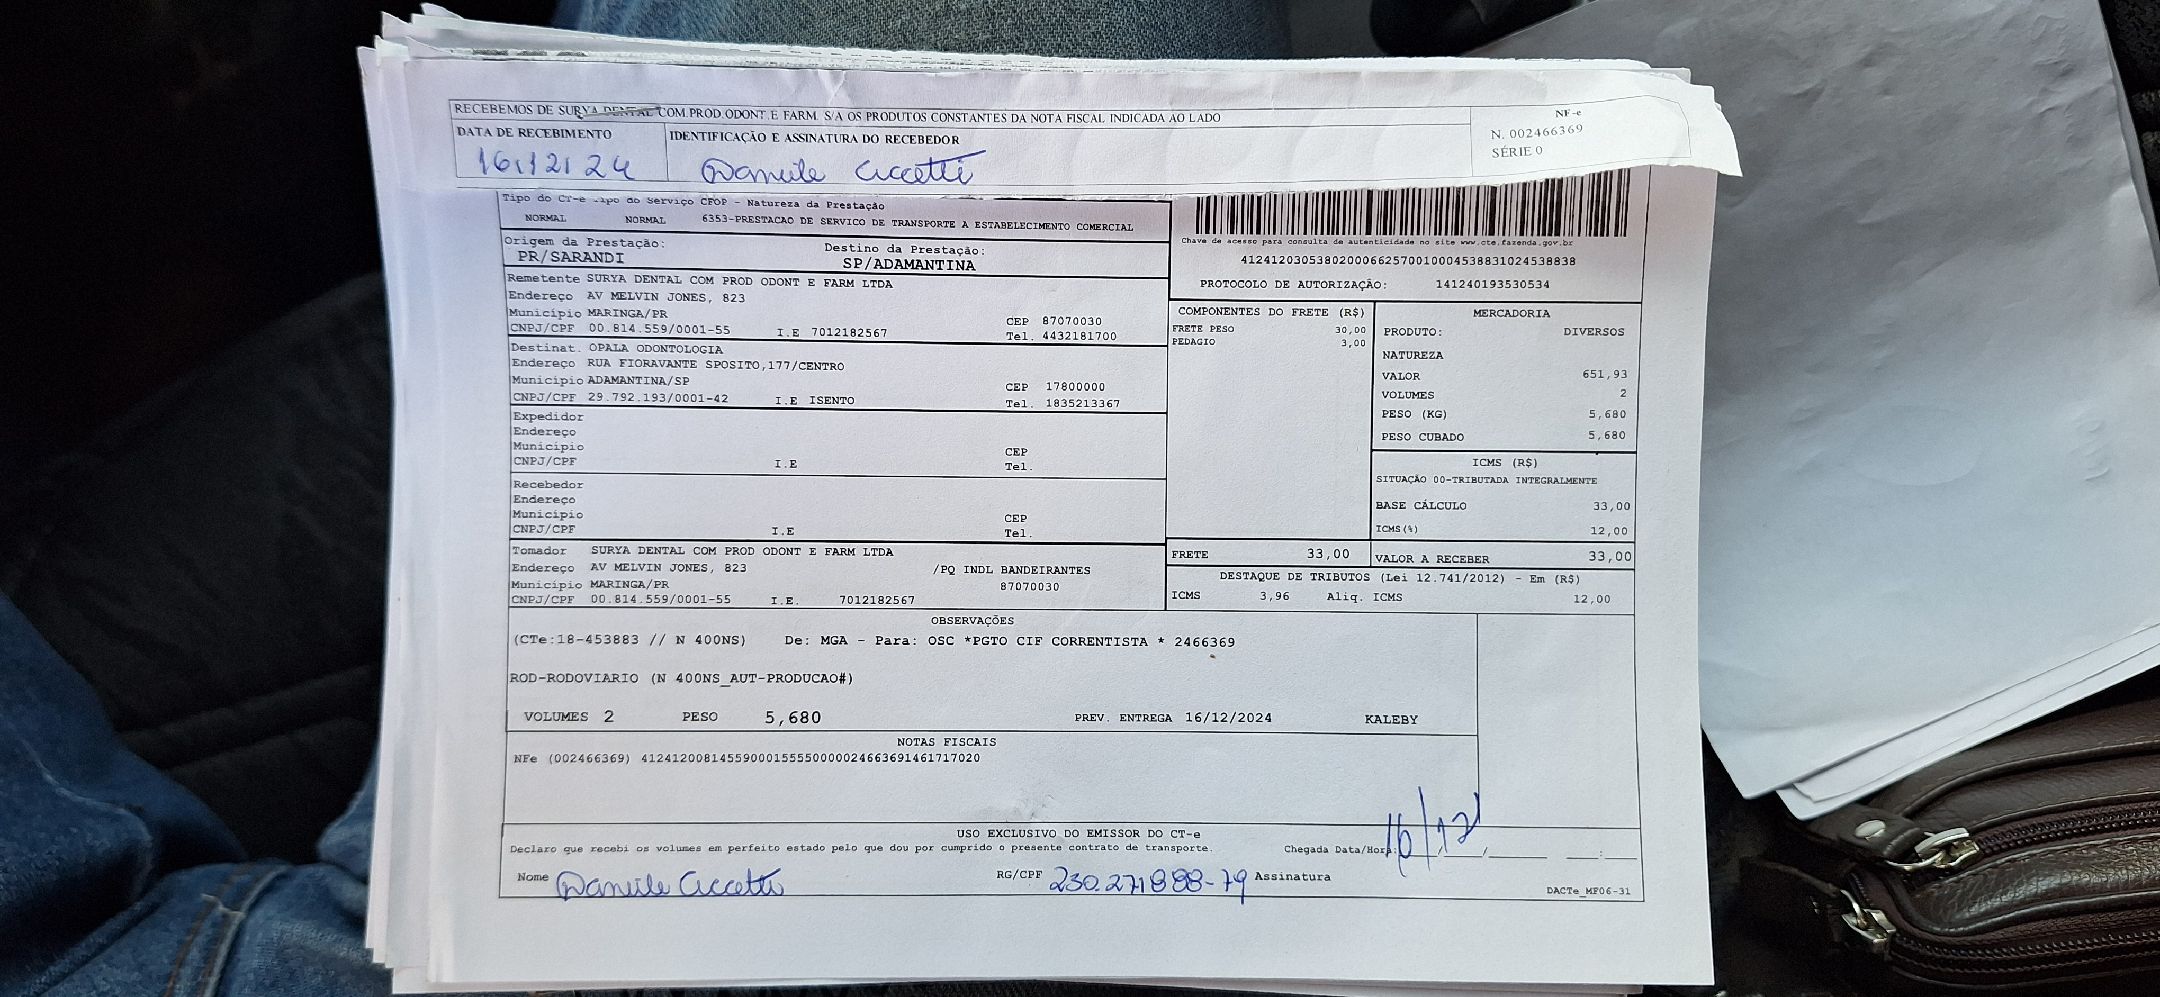 RECEBEMOS DE SURYA DENTAL COM.PROD.ODONT.E FARM. S/A OS PRODUTOS CONSTANTES DA NOTA FISCAL INDICADA AO LADO
NF-e
N. 002466369
SÉRIE 0
DATA DE RECEBIMENTO
IDENTIFICAÇÃO E ASSINATURA DO RECEBEDOR
16.12.24
Daniile Ciccetti
Tipo do CT-e Tipo do Serviço CFOP - Natureza da Prestação
NORMAL NORMAL 6353-PRESTACAO DE SERVICO DE TRANSPORTE A ESTABELECIMENTO COMERCIAL
Origem da Prestação: Destino da Prestação:
PR/SARANDI SP/ADAMANTINA
Chave de acesso para consulta de autenticidade no site www.cte.fazenda.gov.br
41241203053802000662570010004538831024538838
PROTOCOLO DE AUTORIZAÇÃO: 141240193530534
Remetente SURYA DENTAL COM PROD ODONT E FARM LTDA
Endereço AV MELVIN JONES, 823
Município MARINGA/PR CEP 87070030
CNPJ/CPF 00.814.559/0001-55 I.E 7012182567 Tel. 4432181700
Destinat. OPALA ODONTOLOGIA
Endereço RUA FIORAVANTE SPOSITO,177/CENTRO
Município ADAMANTINA/SP CEP 17800000
CNPJ/CPF 29.792.193/0001-42 I.E ISENTO Tel. 1835213367
Expedidor
Endereço
Município CEP
CNPJ/CPF I.E Tel.
Recebedor
Endereço
Município CEP
CNPJ/CPF I.E Tel.
Tomador SURYA DENTAL COM PROD ODONT E FARM LTDA
Endereço AV MELVIN JONES, 823 /PQ INDL BANDEIRANTES
Município MARINGA/PR 87070030
CNPJ/CPF 00.814.559/0001-55 I.E. 7012182567
COMPONENTES DO FRETE (R$)
FRETE PESO 30,00
PEDAGIO 3,00
MERCADORIA
PRODUTO: DIVERSOS
NATUREZA
VALOR 651,93
VOLUMES 2
PESO (KG) 5,680
PESO CUBADO 5,680
ICMS (R$)
SITUAÇÃO 00-TRIBUTADA INTEGRALMENTE
BASE CÁLCULO 33,00
ICMS(%) 12,00
FRETE 33,00 VALOR A RECEBER 33,00
DESTAQUE DE TRIBUTOS (Lei 12.741/2012) - Em (R$)
ICMS 3,96 Aliq. ICMS 12,00
OBSERVAÇÕES
(CTe:18-453883 // N 400NS) De: MGA - Para: OSC *PGTO CIF CORRENTISTA * 2466369
ROD-RODOVIARIO (N 400NS_AUT-PRODUCAO#)
VOLUMES 2 PESO 5,680 PREV. ENTREGA 16/12/2024 KALEBY
NOTAS FISCAIS
NFe (002466369) 41241200814559000155550000024663691461717020
USO EXCLUSIVO DO EMISSOR DO CT-e
Declaro que recebi os volumes em perfeito estado pelo que dou por cumprido o presente contrato de transporte. Chegada Data/Hora: 16/12
Nome Daniile Ciccetti RG/CPF 230.271888-79 Assinatura
DACTe_MF06-31